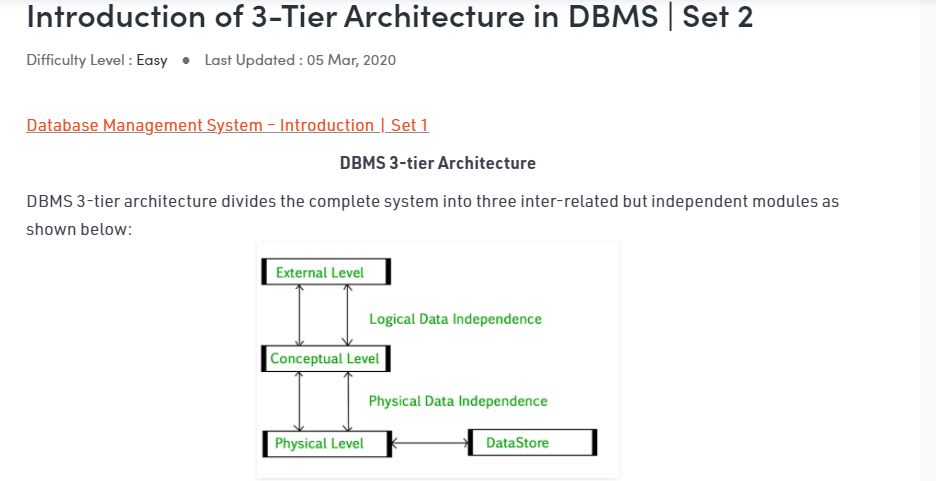 Introduction of 3-Tier Architecture in DBMS | Set 2
Difficulty Level : Easy ● Last Updated : 05 Mar, 2020
Database Management System – Introduction | Set 1
DBMS 3-tier Architecture
DBMS 3-tier architecture divides the complete system into three inter-related but independent modules as
shown below:
External Level
Logical Data Independence
Conceptual Level
Physical Data Independence
Physical Level
DataStore